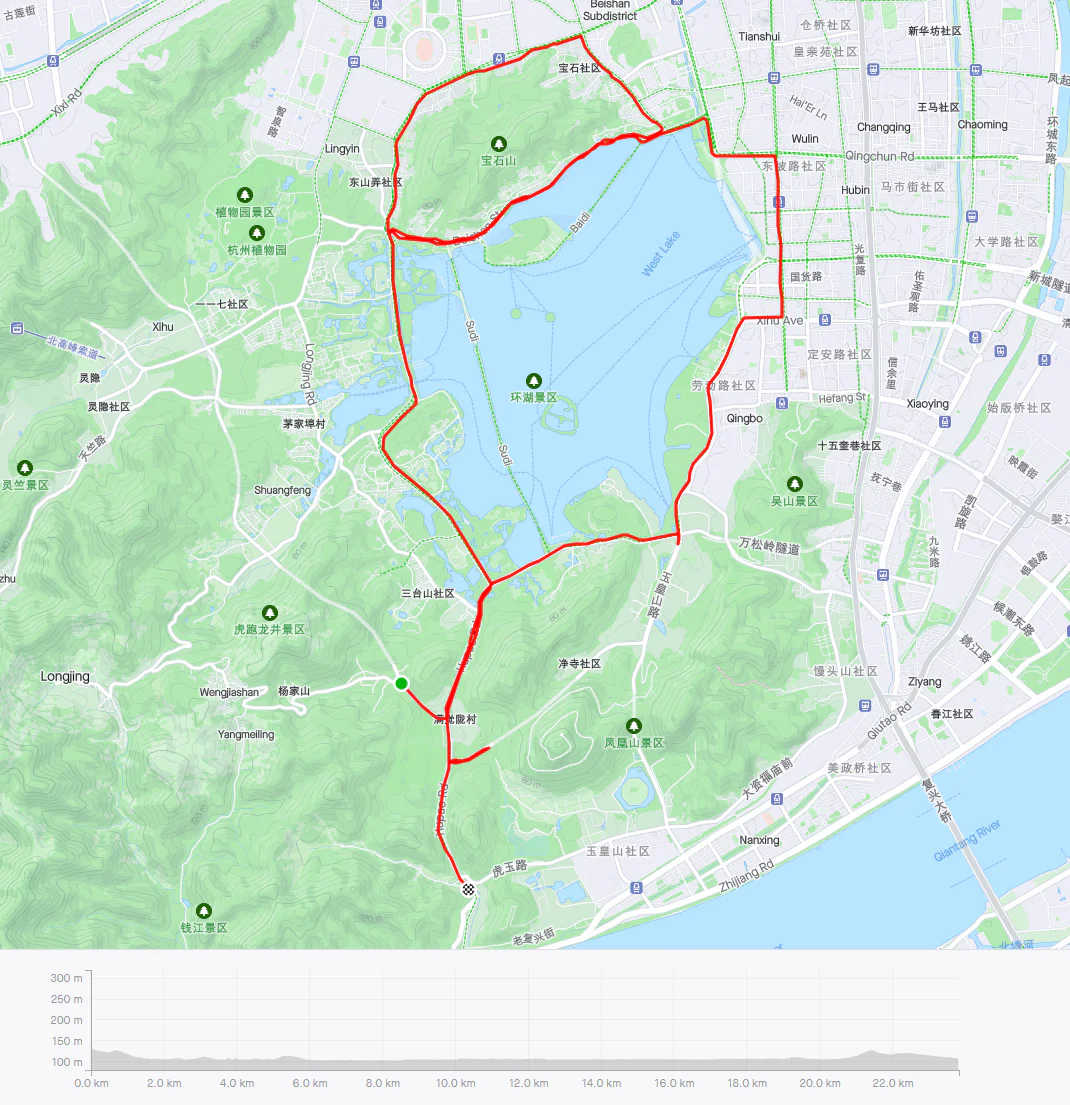 古莲街
Beishan
Subdistrict
仓桥社区
新华坊社区
Tianshui
皇亲苑社区
宝石社区
凤起
Xixi Rd
智泉路
Hai'Er Ln
王马社区
环城东路
Changqing
Chaoming
Wulin
Lingyin
宝石山
Qingchun Rd
东坡路社区
东山弄社区
Hubin
马市街社区
植物园景区
Baidi
Beishan St
杭州植物园
West Lake
大学路社区
光复路
国货路
佑圣观路
新城隧道
一一七社区
Xihu
Sudi
Xihu Ave
清
北高峰索道
定安路社区
Longjing Rd
信余里
灵隐
环湖景区
劳动路社区
Hefang St
灵隐社区
Xiaoying
始版桥社区
茅家埠村
Qingbo
天竺路
Sudi
十五奎巷社区
灵竺景区
映霞街
抚宁巷
Shuangfeng
吴山景区
凯旋路
婺江
80 m
万松岭隧道
九米路
银鼓路
zhu
玉皇山路
三台山社区
80 m
候潮东路
虎跑龙井景区
姚江路
Hupao Rd
净寺社区
馒头山社区
Longjing
Ziyang
Wengjiashan
杨家山
满觉陇村
春江社区
Qiutao Rd
Yangmeiling
凤凰山景区
大资福庙前
美政桥社区
80 m
复兴大桥
Hupao Rd
Nanxing
Qiantang River
玉皇山社区
虎玉路
Zhijiang Rd
钱江景区
老复兴街
300 m
250 m
200 m
150 m
100 m
0.0 km
2.0 km
4.0 km
6.0 km
8.0 km
10.0 km
12.0 km
14.0 km
16.0 km
18.0 km
20.0 km
22.0 km